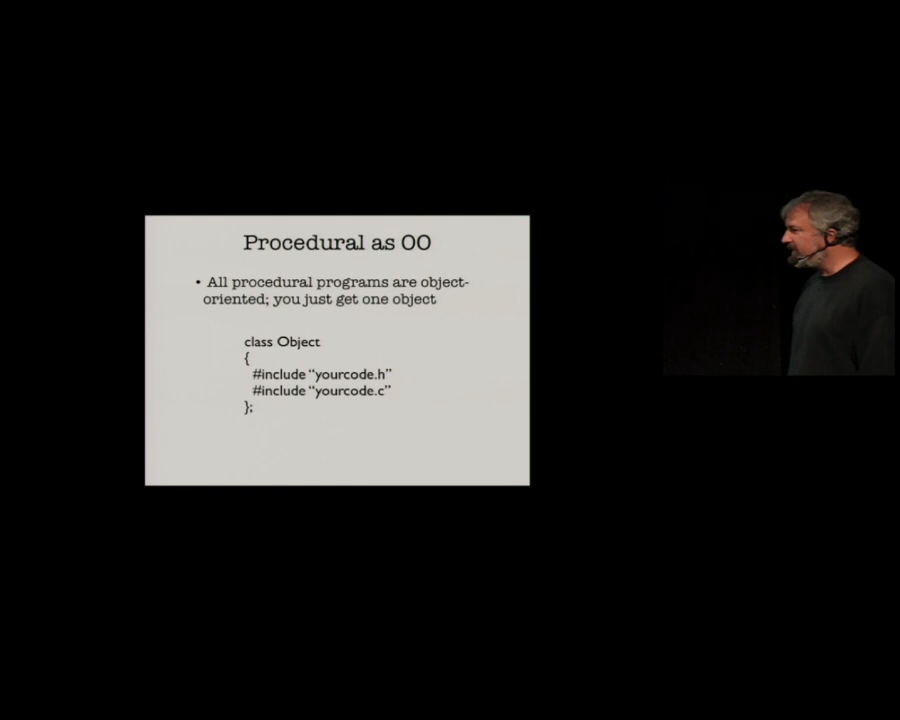 Procedural as OO
• All procedural programs are object-
oriented; you just get one object
class Object
{
#include “yourcode.h”
#include “yourcode.c”
};